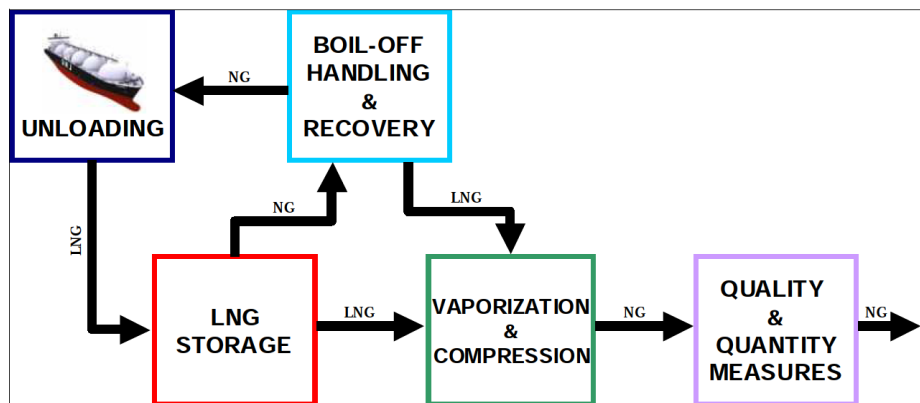 UNLOADING
NG
BOIL-OFF
HANDLING
&
RECOVERY
LNG
NG
LNG
LNG
STORAGE
LNG
VAPORIZATION
&
COMPRESSION
NG
QUALITY
&
QUANTITY
MEASURES
NG